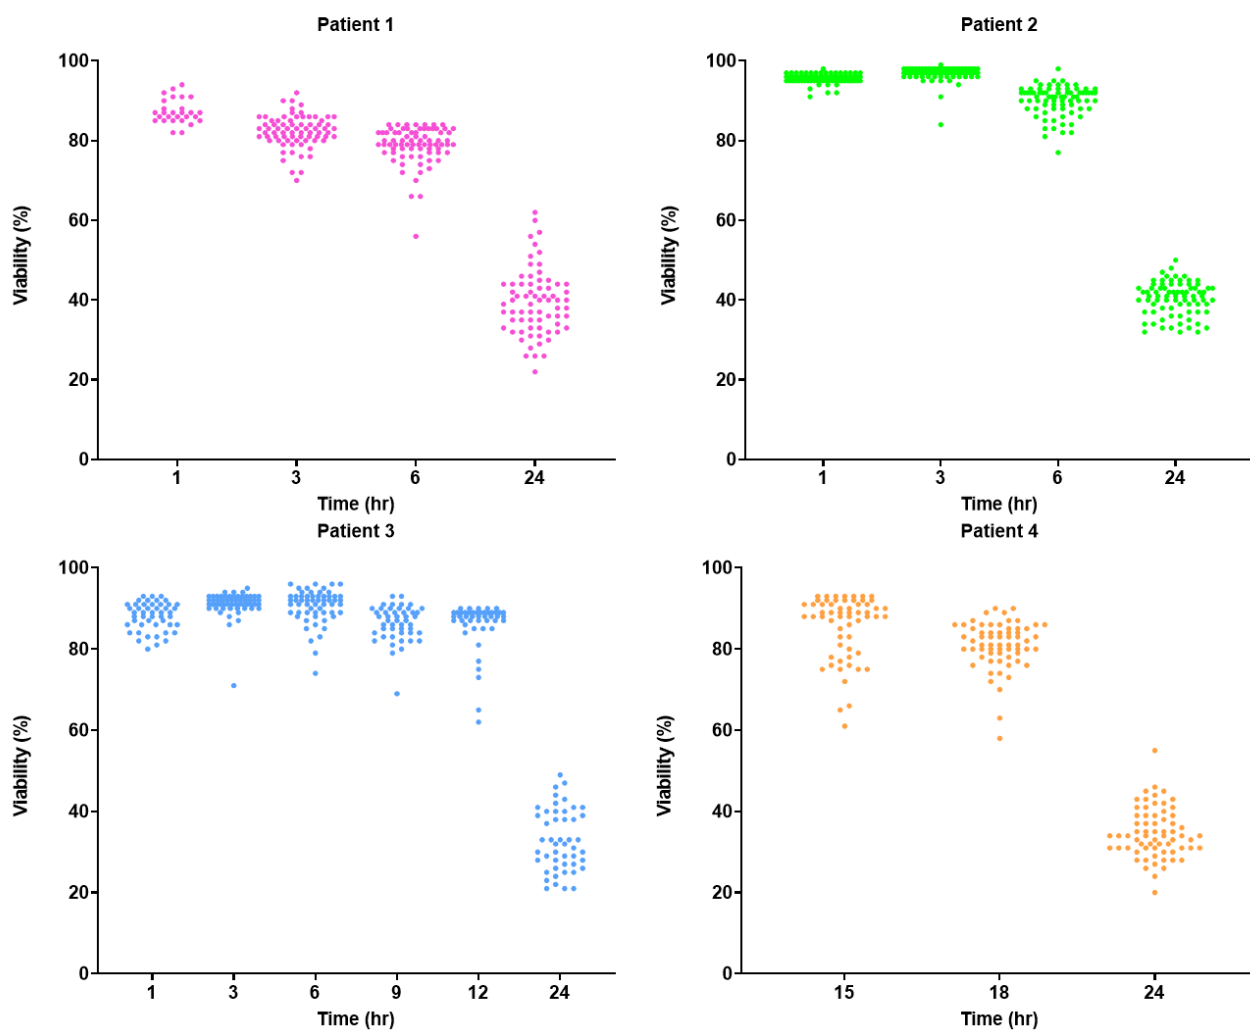 Patient 1
100
80
60
40
20
0
Viability (%)
1 3 6 24
Time (hr)
Patient 2
100
80
60
40
20
0
Viability (%)
1 3 6 24
Time (hr)
Patient 3
100
80
60
40
20
0
Viability (%)
1 3 6 9 12 24
Time (hr)
Patient 4
100
80
60
40
20
0
Viability (%)
15 18 24
Time (hr)